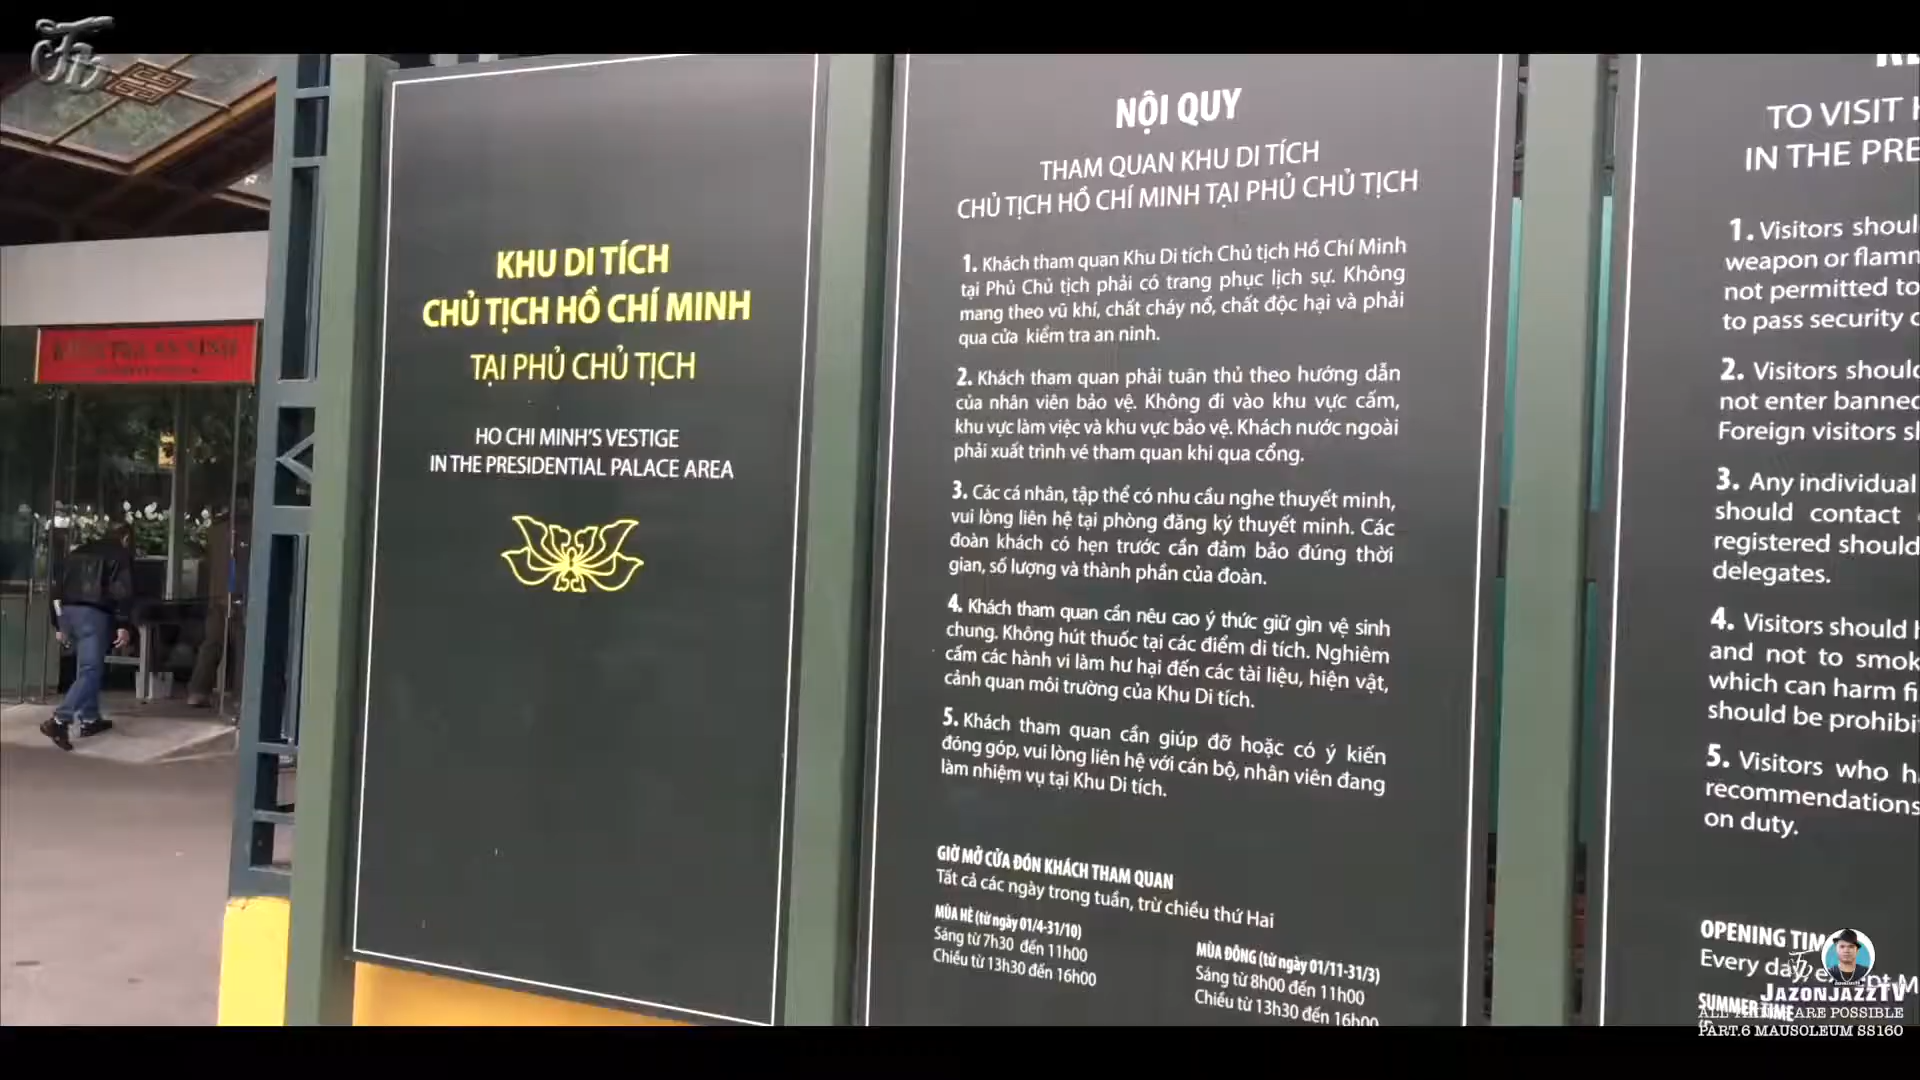 KHU DI TÍCH
CHỦ TỊCH HỒ CHÍ MINH
TẠI PHỦ CHỦ TỊCH
HO CHI MINH'S VESTIGE
IN THE PRESIDENTIAL PALACE AREA
NỘI QUY
THAM QUAN KHU DI TÍCH
CHỦ TỊCH HỒ CHÍ MINH TẠI PHỦ CHỦ TỊCH
1. Khách tham quan Khu Di tích Chủ tịch Hồ Chí Minh
tại Phủ Chủ tịch phải có trang phục lịch sự. Không
mang theo vũ khí, chất cháy nổ, chất độc hại và phải
qua cửa kiểm tra an ninh.
2. Khách tham quan phải tuân thủ theo hướng dẫn
của nhân viên bảo vệ. Không đi vào khu vực cấm,
khu vực làm việc và khu vực bảo vệ. Khách nước ngoài
phải xuất trình vé tham quan khi qua cổng.
3. Các cá nhân, tập thể có nhu cầu nghe thuyết minh,
vui lòng liên hệ tại phòng đăng ký thuyết minh. Các
đoàn khách có hẹn trước cần đảm bảo đúng thời
gian, số lượng và thành phần của đoàn.
4. Khách tham quan cần nêu cao ý thức giữ gìn vệ sinh
chung. Không hút thuốc tại các điểm di tích. Nghiêm
cấm các hành vi làm hư hại đến các tài liệu, hiện vật,
cảnh quan môi trường của Khu Di tích.
5. Khách tham quan cần giúp đỡ hoặc có ý kiến
đóng góp, vui lòng liên hệ với cán bộ, nhân viên đang
làm nhiệm vụ tại Khu Di tích.
GIỜ MỞ CỬA ĐÓN KHÁCH THAM QUAN
Tất cả các ngày trong tuần, trừ chiều thứ Hai
MÙA HÈ (từ ngày 01/4-31/10)
Sáng từ 7h30 đến 11h00
Chiều từ 13h30 đến 16h00
MÙA ĐÔNG (từ ngày 01/11-31/3)
Sáng từ 8h00 đến 11h00
Chiều từ 13h30 đến 16h00
TO VISIT
IN THE PRE
1. Visitors shoul
weapon or flamm
not permitted to
to pass security c
2. Visitors should
not enter banned
Foreign visitors sl
3. Any individual
should contact
registered should
delegates.
4. Visitors should h
and not to smok
which can harm fi
should be prohibi
5. Visitors who h
recommendations
on duty.
OPENING TIM
Every day
SUMMER TIME
JAZONJAZZTV
ALL THINGS ARE POSSIBLE
PART.6 MAUSOLEUM SS160